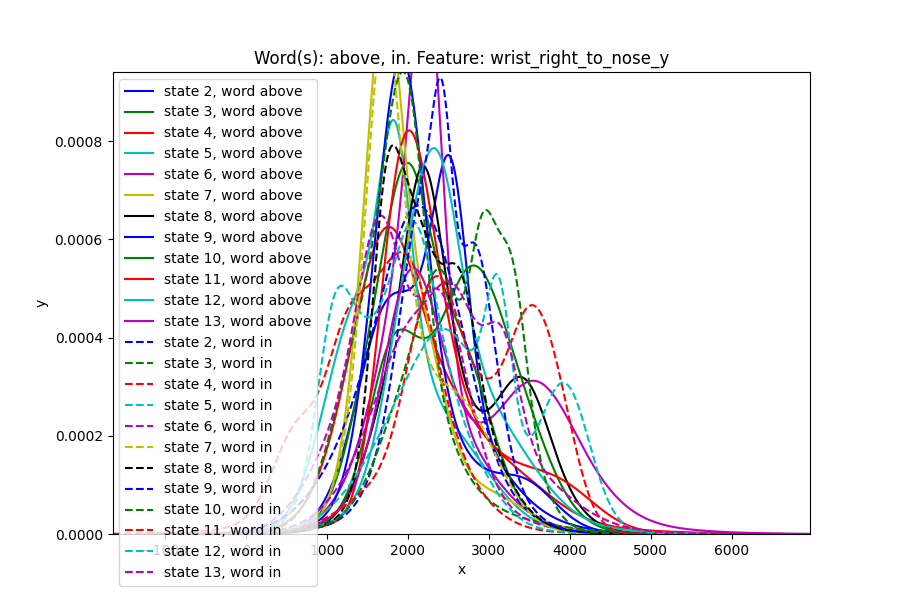 Word(s): above, in. Feature: wrist_right_to_nose_y
y
0.0008
0.0006
0.0004
0.0002
0.0000
state 2, word above
state 3, word above
state 4, word above
state 5, word above
state 6, word above
state 7, word above
state 8, word above
state 9, word above
state 10, word above
state 11, word above
state 12, word above
state 13, word above
state 2, word in
state 3, word in
state 4, word in
state 5, word in
state 6, word in
state 7, word in
state 8, word in
state 9, word in
state 10, word in
state 11, word in
state 12, word in
state 13, word in
1000 2000 3000 4000 5000 6000
x